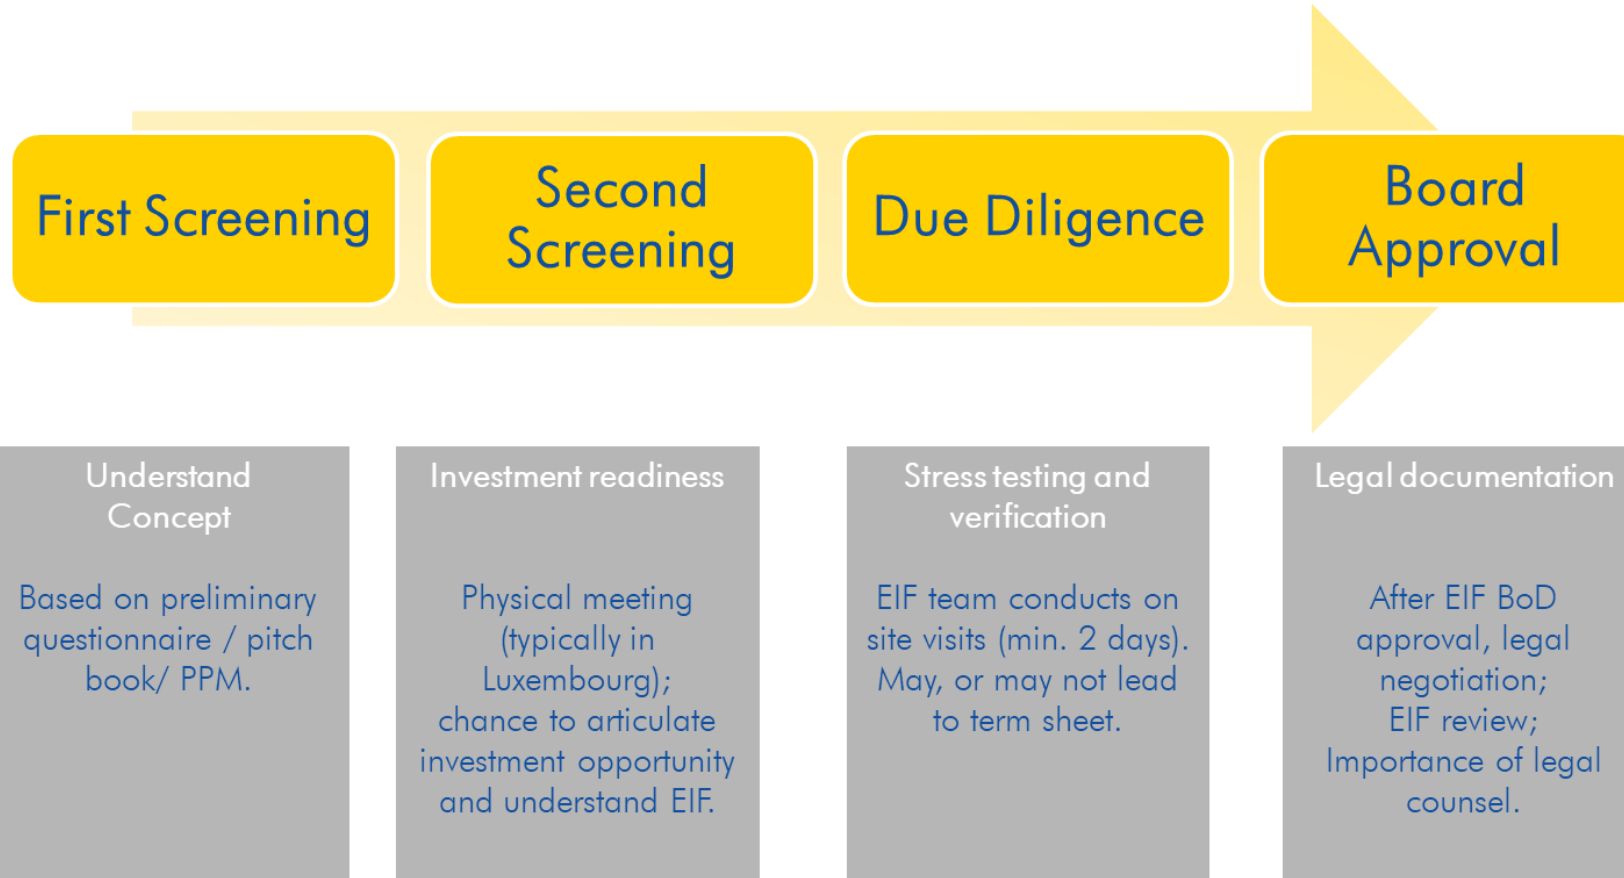 First Screening
Second
Screening
Due Diligence
Board
Approval
Understand
Concept
Based on preliminary
questionnaire / pitch
book/ PPM.
Investment readiness
Physical meeting
(typically in
Luxembourg);
chance to articulate
investment opportunity
and understand EIF.
Stress testing and
verification
EIF team conducts on
site visits (min. 2 days).
May, or may not lead
to term sheet.
Legal documentation
After EIF BoD
approval, legal
negotiation;
EIF review;
Importance of legal
counsel.